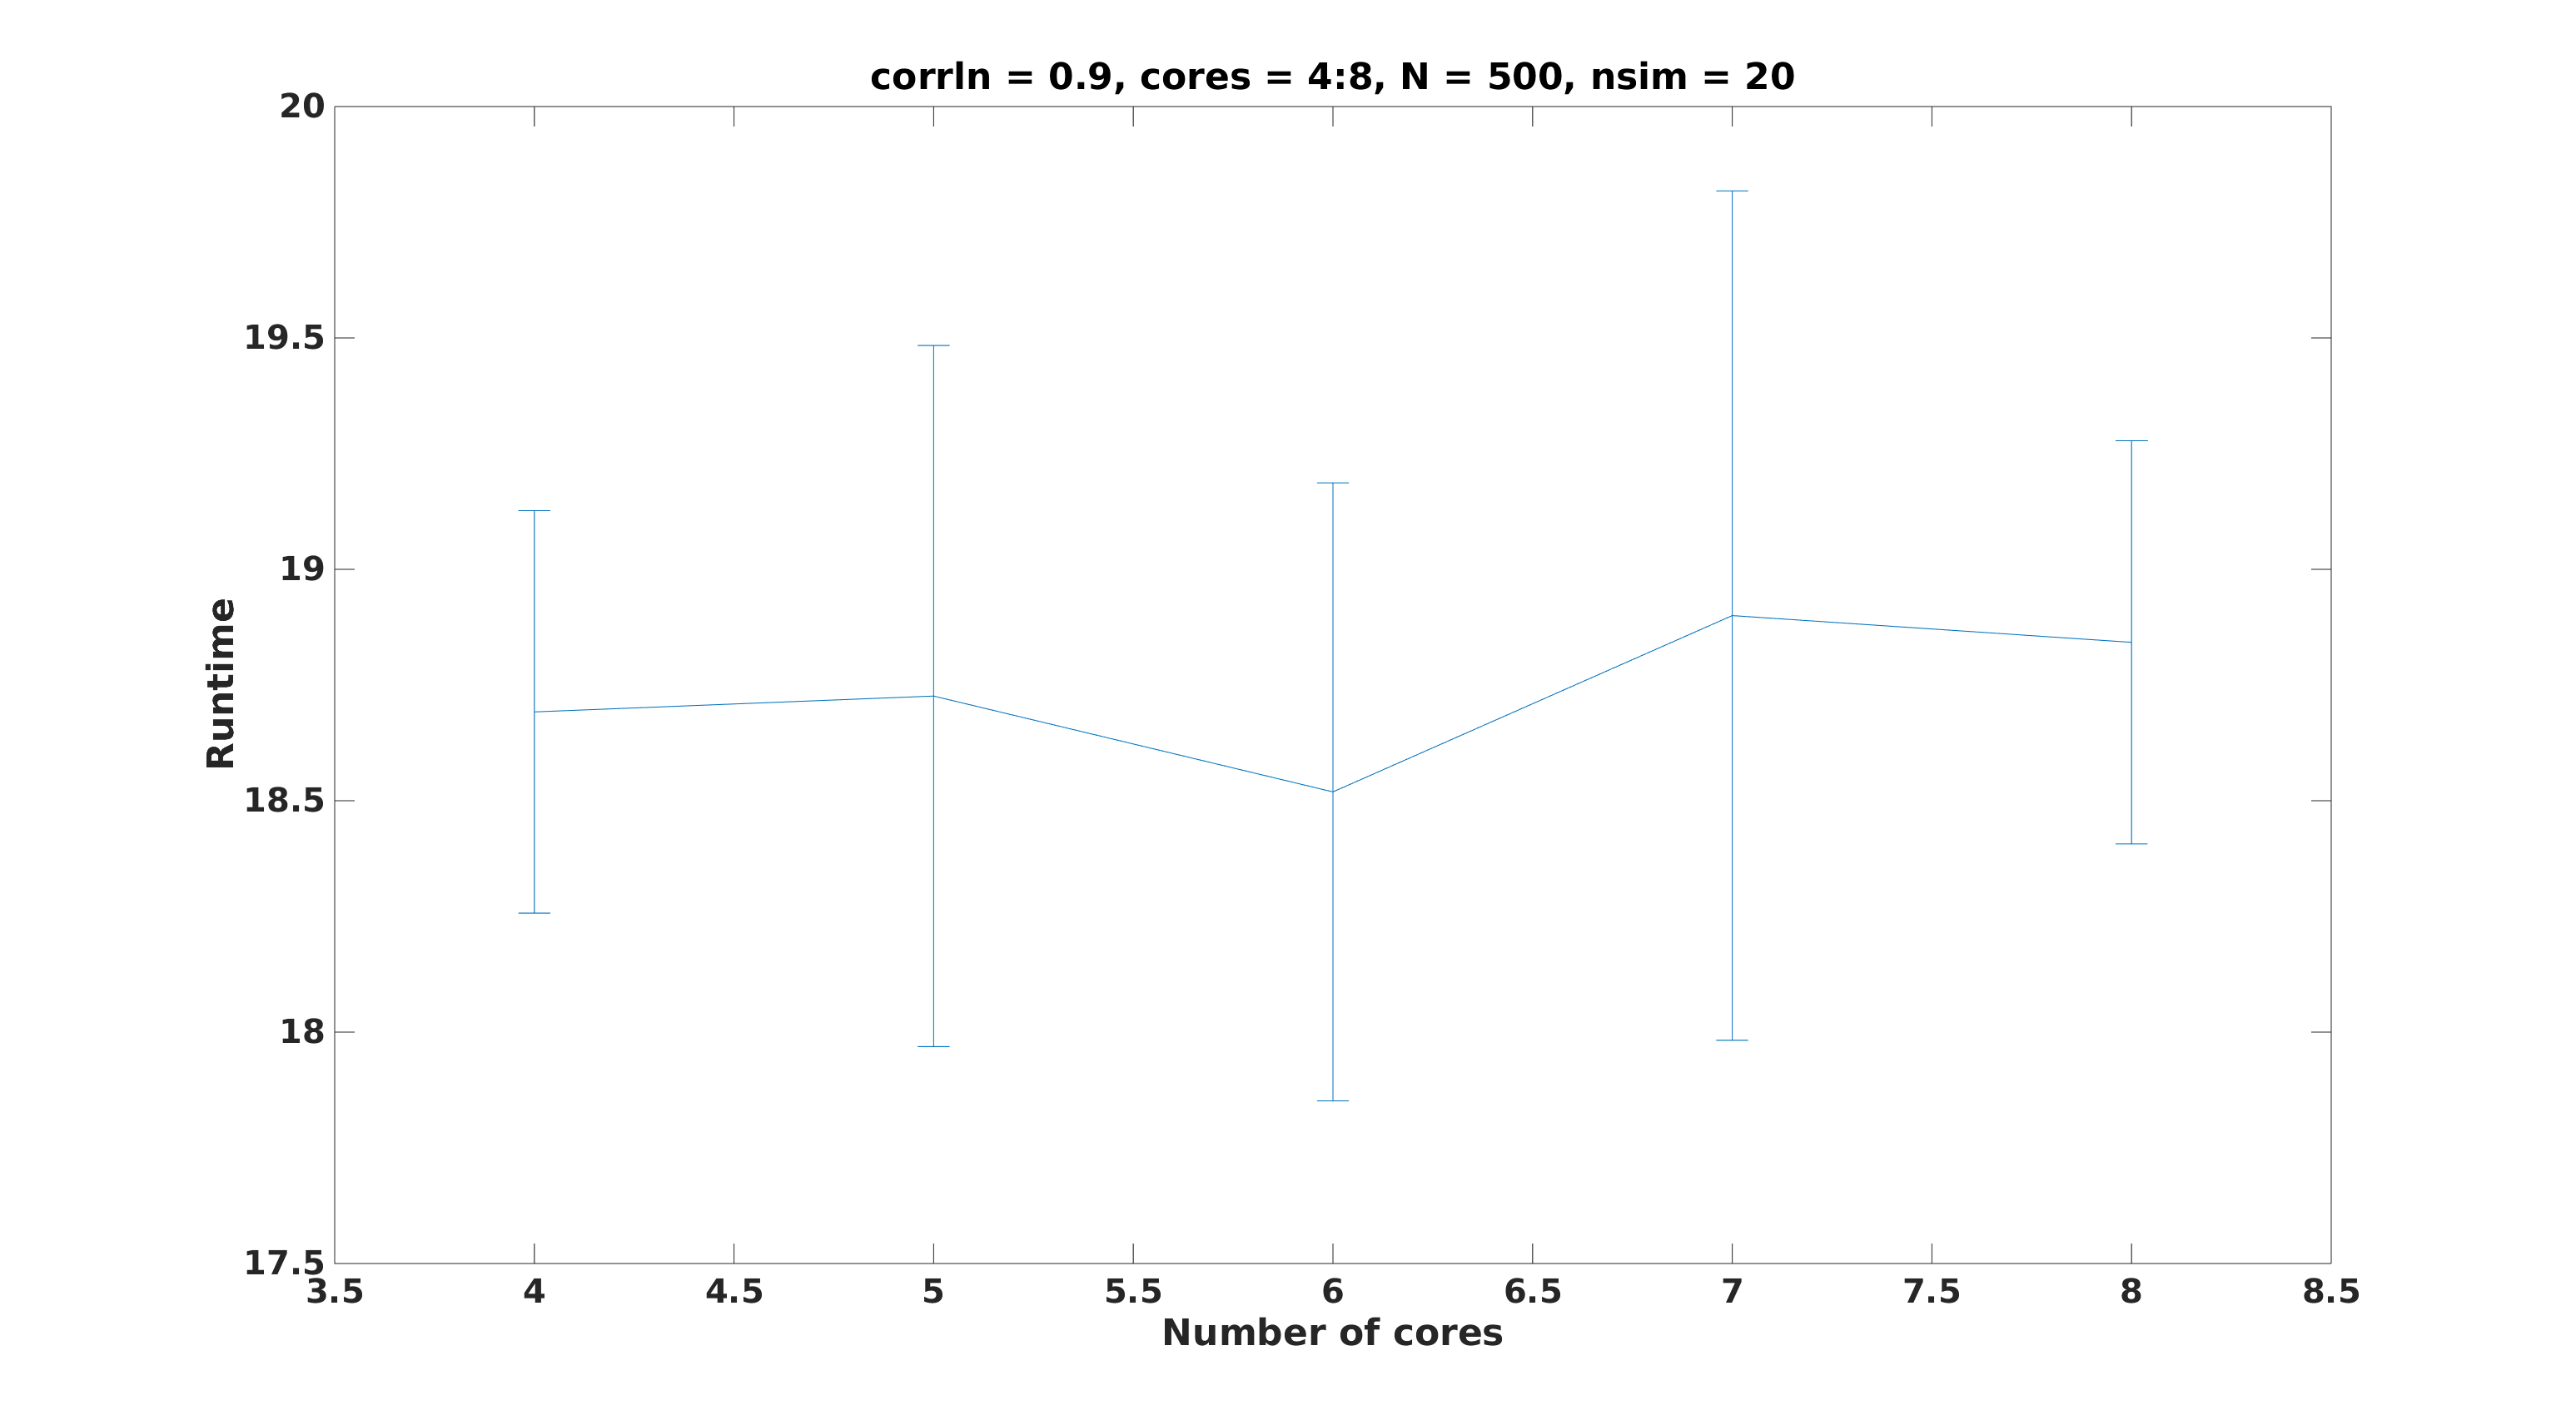 corrln = 0.9, cores = 4:8, N = 500, nsim = 20
20
19.5
19
18.5
18
17.5
Runtime
3.5 4 4.5 5 5.5 6 6.5 7 7.5 8 8.5
Number of cores